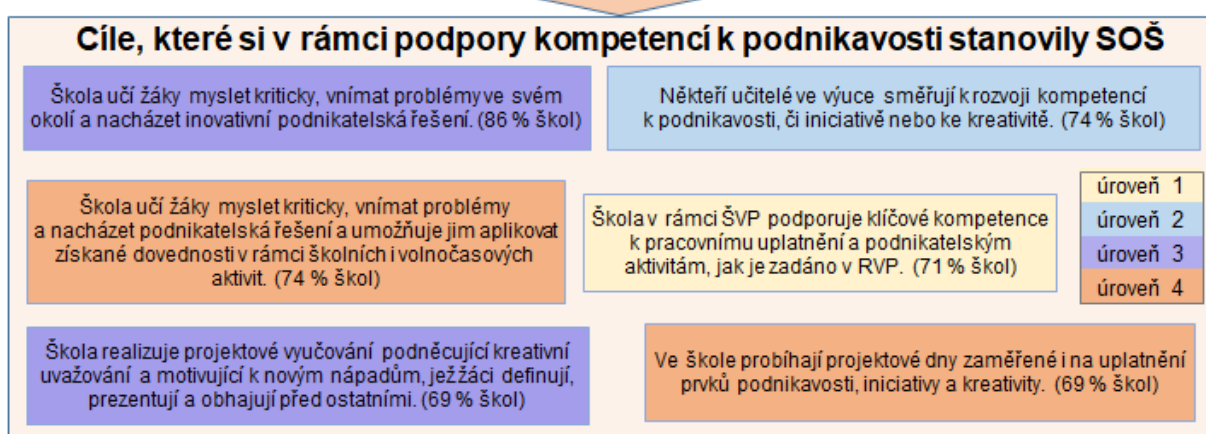 Cíle, které si v rámci podpory kompetencí k podnikavosti stanovily SOŠ
Škola učí žáky myslet kriticky, vnímat problémy ve svém
okolí a nacházet inovativní podnikatelská řešení. (86 % škol)
Někteří učitelé ve výuce směřují k rozvoji kompetencí
k podnikavosti, či iniciativě nebo ke kreativitě. (74 % škol)
Škola učí žáky myslet kriticky, vnímat problémy
a nacházet podnikatelská řešení a umožňuje jim aplikovat
získané dovednosti v rámci školních i volnočasových
aktivit. (74 % škol)
Škola v rámci ŠVP podporuje klíčové kompetence
k pracovnímu uplatnění a podnikatelským
aktivitám, jak je zadáno v RVP. (71 % škol)
úroveň 1
úroveň 2
úroveň 3
úroveň 4
Škola realizuje projektové vyučování podněcující kreativní
uvažování a motivující k novým nápadům, jež žáci definují,
prezentují a obhajují před ostatními. (69 % škol)
Ve škole probíhají projektové dny zaměřené i na uplatnění
prvků podnikavosti, iniciativy a kreativity. (69 % škol)